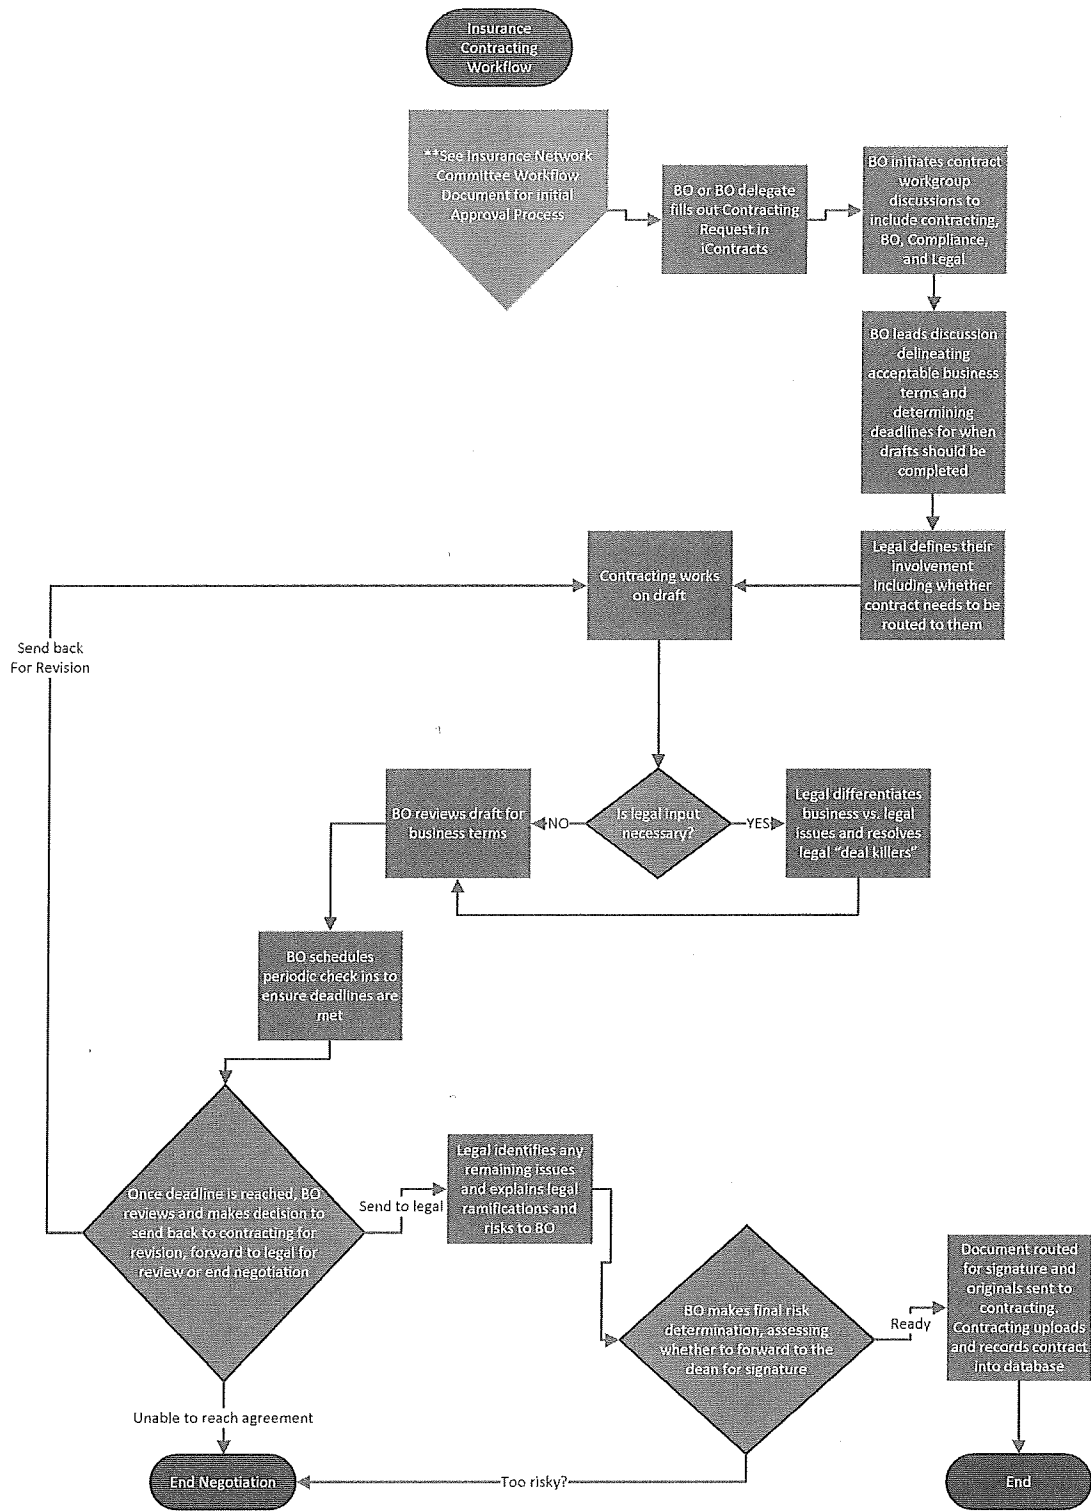 Insurance
Contracting
Workflow
**See Insurance Network
Committee Workflow
Document for Initial
Approval Process
BO or BO delegate
fills out Contracting
Request in
iContracts
BO initiates contract
workgroup
discussions to
include contracting,
BO, Compliance,
and Legal
BO leads discussion
delineating
acceptable business
terms and
determining
deadlines for when
drafts should be
completed
Legal defines their
involvement
including whether
contract needs to be
routed to them
Contracting works
on draft
Send back
For Revision
Is legal input
necessary?
NO
YES
BO reviews draft for
business terms
Legal differentiates
business vs. legal
issues and resolves
legal “deal killers”
BO schedules
periodic check ins to
ensure deadlines are
met
Once deadline is reached, BO
reviews and makes decision to
send back to contracting for
revision, forward to legal for
review or end negotiation
Send to legal
Legal identifies any
remaining issues
and explains legal
ramifications and
risks to BO
BO makes final risk
determination, assessing
whether to forward to the
dean for signature
Ready
Document routed
for signature and
originals sent to
contracting.
Contracting uploads
and records contract
into database
Unable to reach agreement
End Negotiation
Too risky?
End